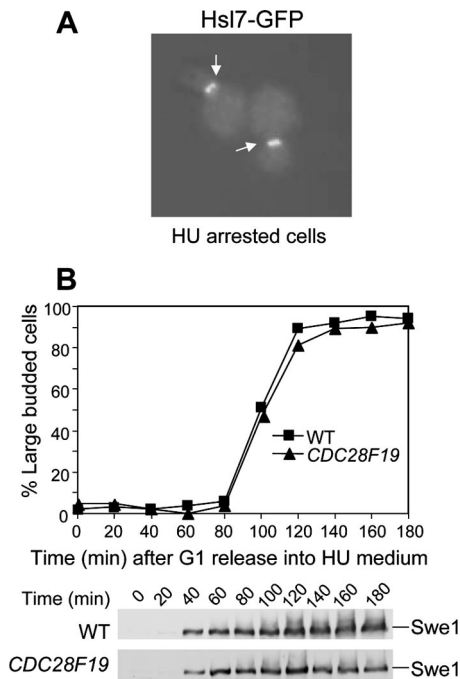 A
Hsl7-GFP
HU arrested cells
B
100
80
60
40
20
0
% Large budded cells
WT
CDC28F19
0 20 40 60 80 100 120 140 160 180
Time (min) after G1 release into HU medium
Time (min) 0 20 40 60 80 100 120 140 160 180
WT Swe1
CDC28F19 Swe1